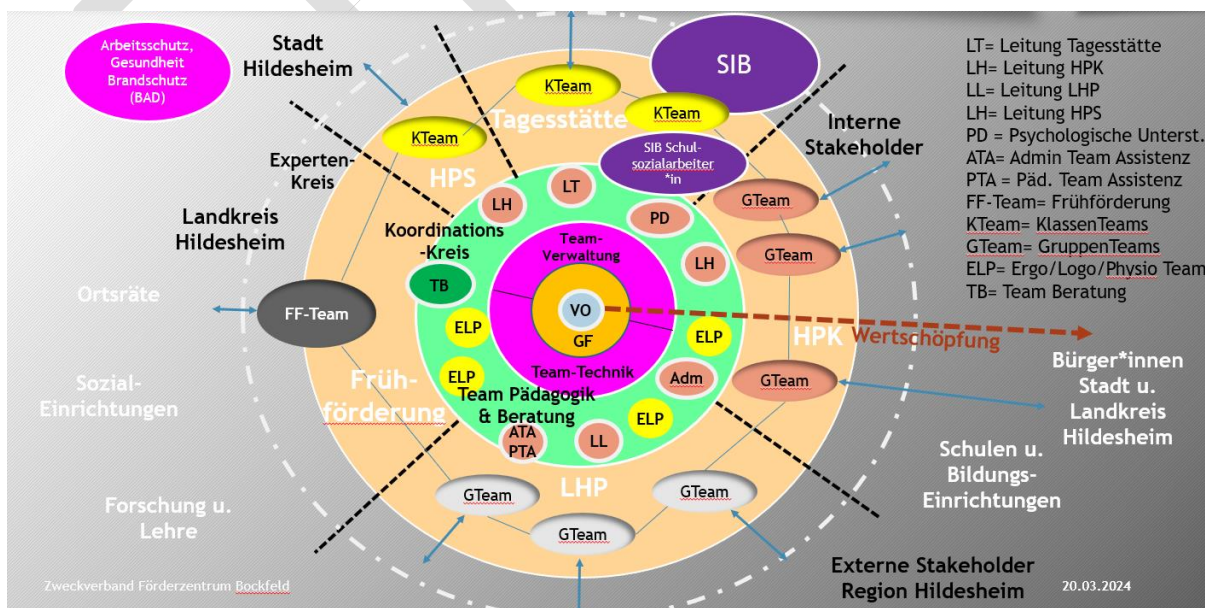 Arbeitsschutz,
Gesundheit
Brandschutz
(BAD)
Stadt
Hildesheim
KTeam
Tagesstätte
KTeam
KTeam
SIB
SIB Schul-
sozialarbeiter
*in
HPS
Experten-
Kreis
Landkreis
Hildesheim
Interne
Stakeholder
LT= Leitung Tagesstätte
LH= Leitung HPK
LL= Leitung LHP
LH= Leitung HPS
PD = Psychologische Unterst.
ATA= Admin Team Assistenz
PTA= Päd. Team Assistenz
FF-Team= Frühförderung
KTeam= KlassenTeams
GTeam= GruppenTeams
ELP= Ergo/Logo/Physio Team
TB= Team Beratung
LH
LT
PD
LH
GTeam
GTeam
Koordinations
-Kreis
TB
Team-
Verwaltung
VO
GF
Team-Technik
Ortsräte
FF-Team
ELP
ELP
ELP
HPK
Wertschöpfung
Adm
GTeam
Bürger*innen
Stadt u.
Landkreis
Hildesheim
Sozial-
Einrichtungen
Früh-
förderung
Team Pädagogik
& Beratung
ELP
ATA
PTA
LL
LHP
GTeam
GTeam
GTeam
Schulen u.
Bildungs-
Einrichtungen
Forschung u.
Lehre
Externe Stakeholder
Region Hildesheim
Zweckverband Förderzentrum Bockfeld
20.03.2024